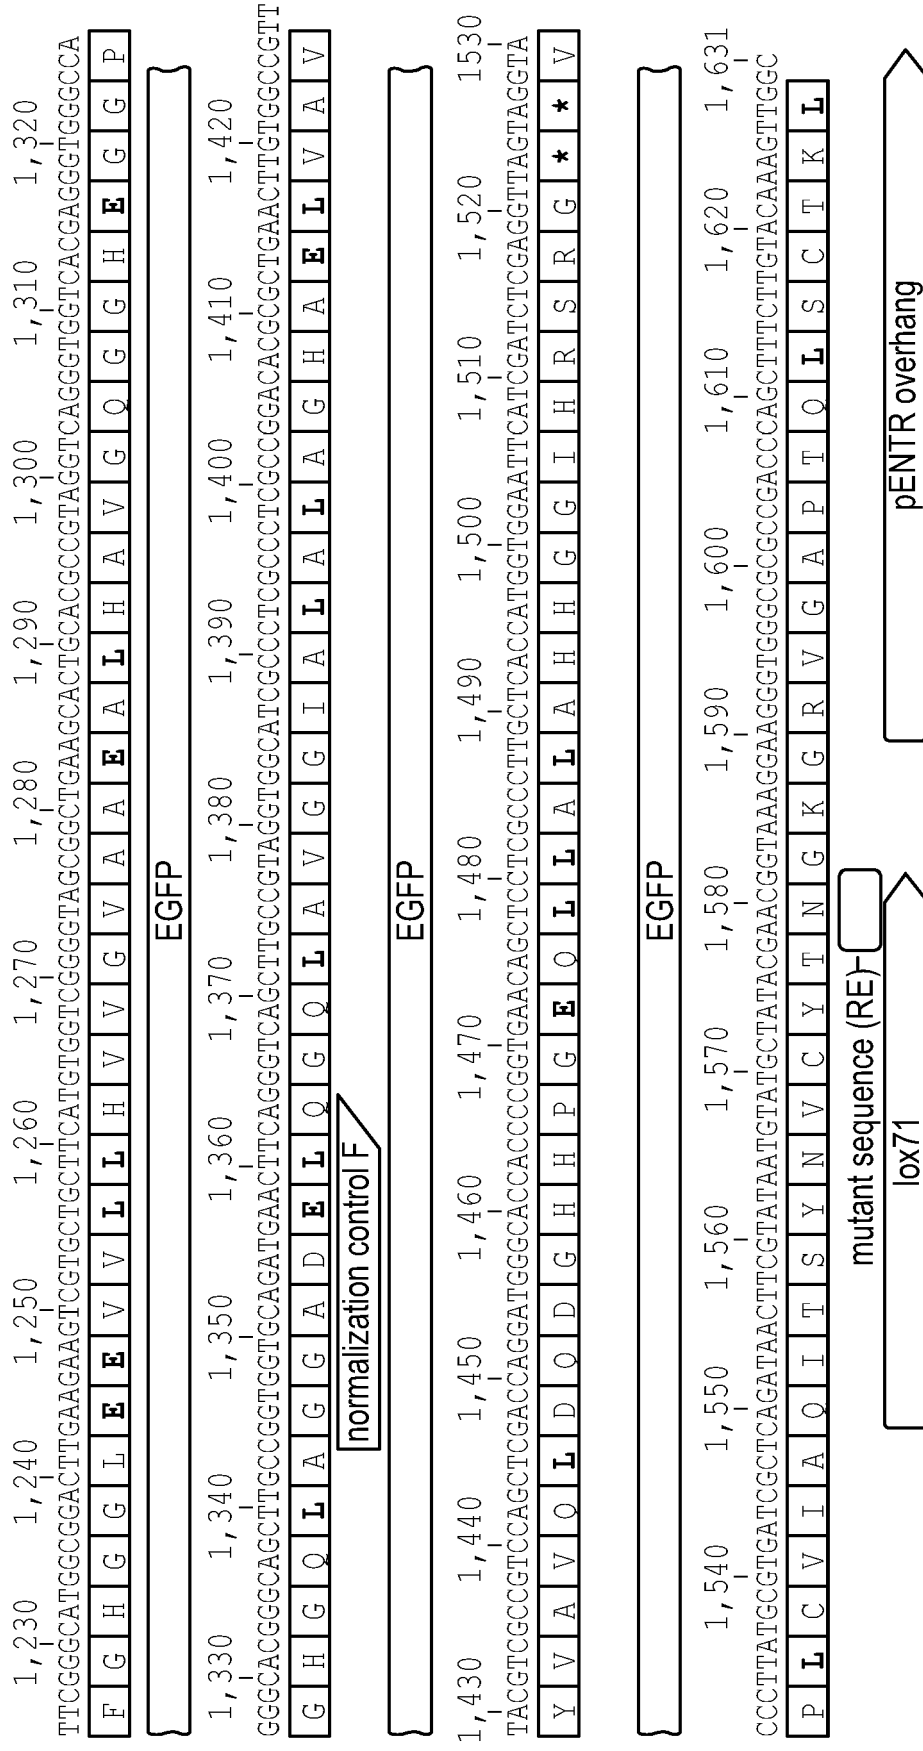 1,230 1,240 1,250 1,260 1,270 1,280 1,290 1,300 1,310 1,320
TTCGGGCATGGCGGACTTGAAGAAGTCGTGCTGCTTCATGTGGTCGGGGTAGCGGCTGAAGCACTGCACGCCGTAGGTCAGGGTGGTCACGAGGGTGGGCCA
F G H G G L E E V V L L H V V G V A A E A L H A V G Q G G H E G G P
EGFP
1,330 1,340 1,350 1,360 1,370 1,380 1,390 1,400 1,410 1,420
GGGCACGGGCAGCTTGCCGGTGGTGCAGATGAACTTCAGGGTCAGCTTGCCGTAGGTGGCATCGCCCTCGCCCTCGCCGGACACGCTGAACTTGTGGCCGTT
G H G Q L A G G A D E L Q G Q L A V G G I A L A L A G H A E L V A V
normalization control F
EGFP
1,430 1,440 1,450 1,460 1,470 1,480 1,490 1,500 1,510 1,520 1530
TACGTCGCCGTCCAGCTCGACCAGGATGGGCACCACCCCGGTGAACAGCTCCTCGCCCTTGCTCACCATGGTGGAATTCATCGATCTCGAGGTTAGTAGGTA
Y V A V Q L D Q D G H H P G E Q L L A L A H H G G I H R S R G * * V
EGFP
1,540 1,550 1,560 1,570 1,580 1,590 1,600 1,610 1,620 1,631
CCCTTATGCGTGATCGCTCAGATAACTTCGTATAATGTATGCTATACGAACGGTAAAGGAAGGGTGGGCGCGCCGACCCAGCTTTCTTGTACAAAGTTGGC
P L C V I A Q I T S Y N V C Y T N G K G R V G A P T Q L S C T K L
mutant sequence (RE)
lox71 pENTR overhang